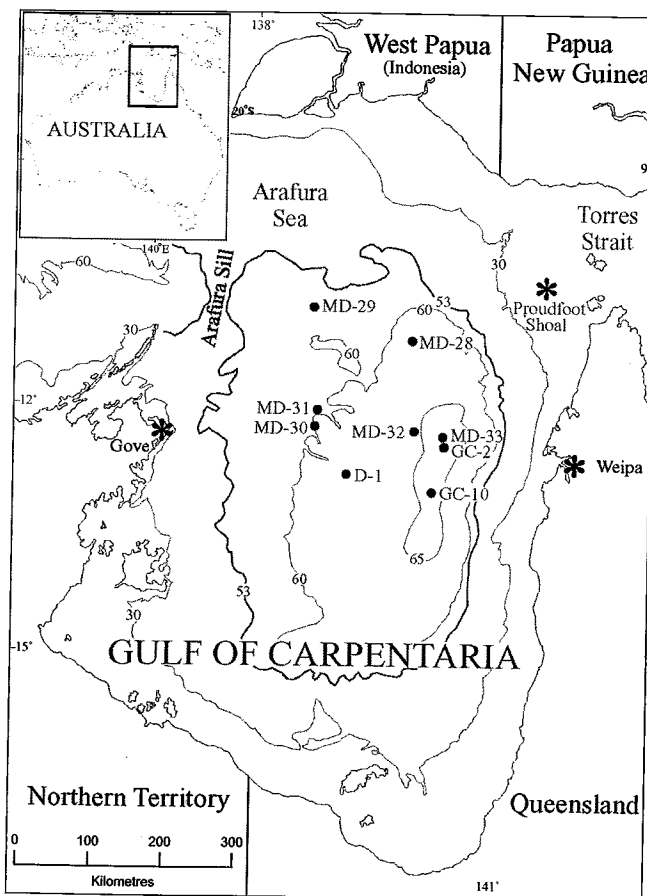 138°
West Papua
(Indonesia)
Papua
New Guinea
20°S
AUSTRALIA
9
Arafura
Sea
Torres
Strait
140°E
60
30
Arafura Sill
53
60
MD-29
Proudfoot
Shoal
30
MD-28
60
-12°
MD-31
MD-30
MD-32
MD-33
GC-2
Gove
Weipa
D-1
GC-10
65
60
53
30
-15°
GULF OF CARPENTARIA
Northern Territory
Queensland
0 100 200 300
Kilometres
141°